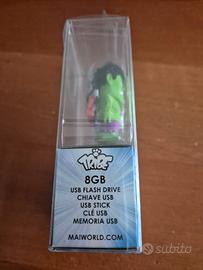 TRIBE
8GB
USB FLASH DRIVE
CHIAVE USB
USB STICK
CLÉ USB
MEMORIA USB
MAIWORLD.COM
subito